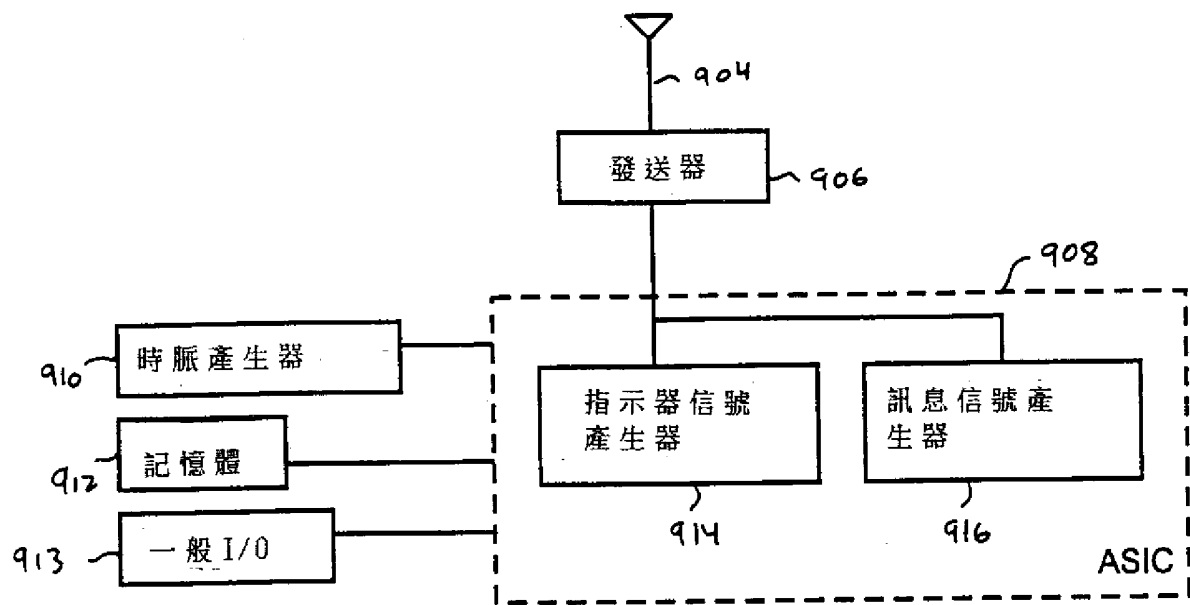 904
發送器
906
908
時脈產生器
910
指示器信號
產生器
訊息信號產
生器
記憶體
912
914
916
一般I/O
913
ASIC